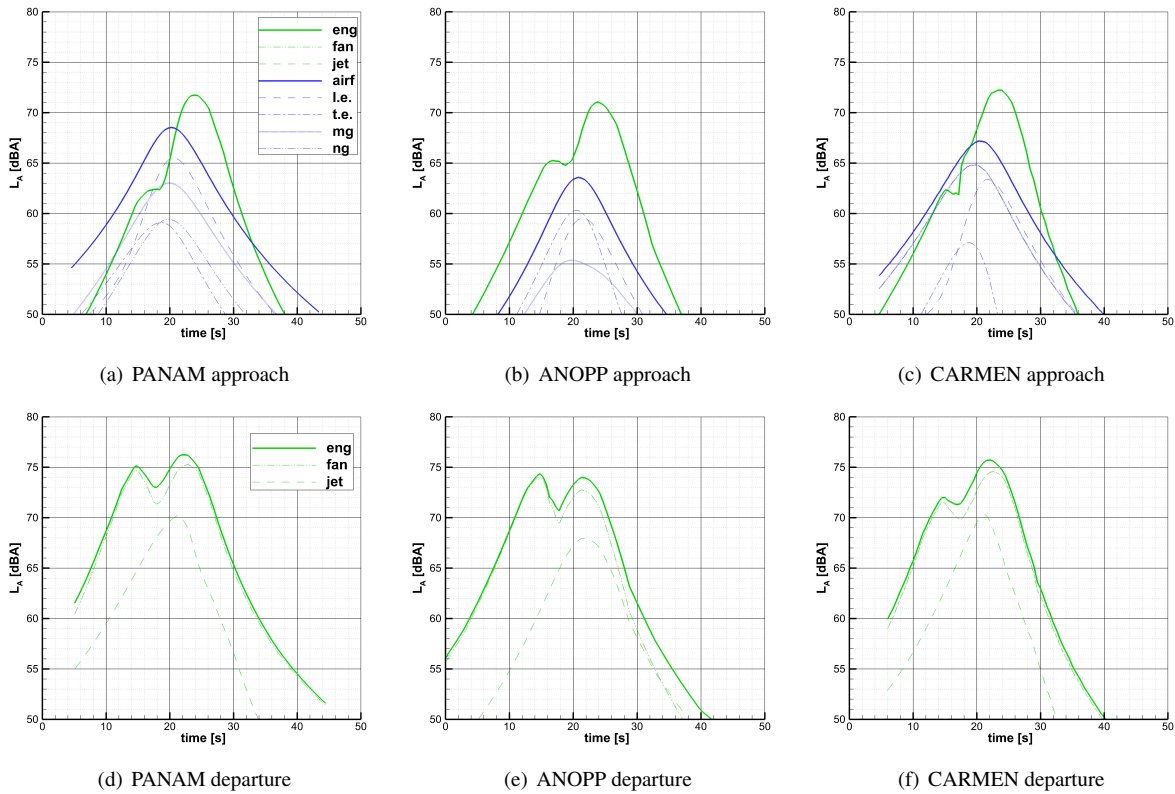 80
75
70
65
60
55
50
L_A [dBA]
0 10 20 30 40 50
time [s]
eng
fan
jet
airf
l.e.
t.e.
mg
ng
(a) PANAM approach
80
75
70
65
60
55
50
L_A [dBA]
0 10 20 30 40 50
time [s]
(b) ANOPP approach
80
75
70
65
60
55
50
L_A [dBA]
0 10 20 30 40 50
time [s]
(c) CARMEN approach
80
75
70
65
60
55
50
L_A [dBA]
0 10 20 30 40 50
time [s]
eng
fan
jet
(d) PANAM departure
80
75
70
65
60
55
50
L_A [dBA]
0 10 20 30 40 50
time [s]
(e) ANOPP departure
80
75
70
65
60
55
50
L_A [dBA]
0 10 20 30 40 50
time [s]
(f) CARMEN departure